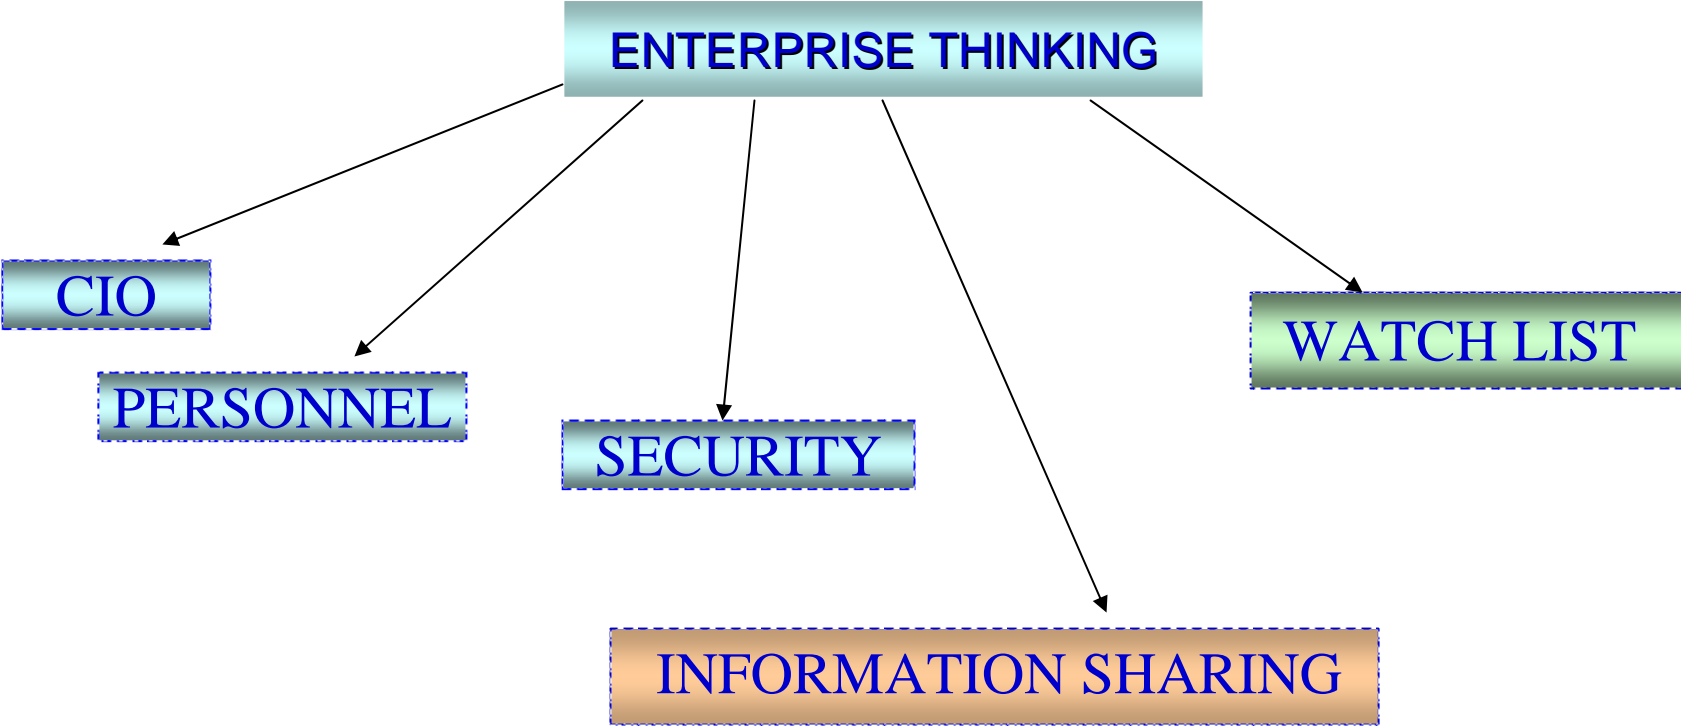 ENTERPRISE THINKING
CIO
WATCH LIST
PERSONNEL
SECURITY
INFORMATION SHARING